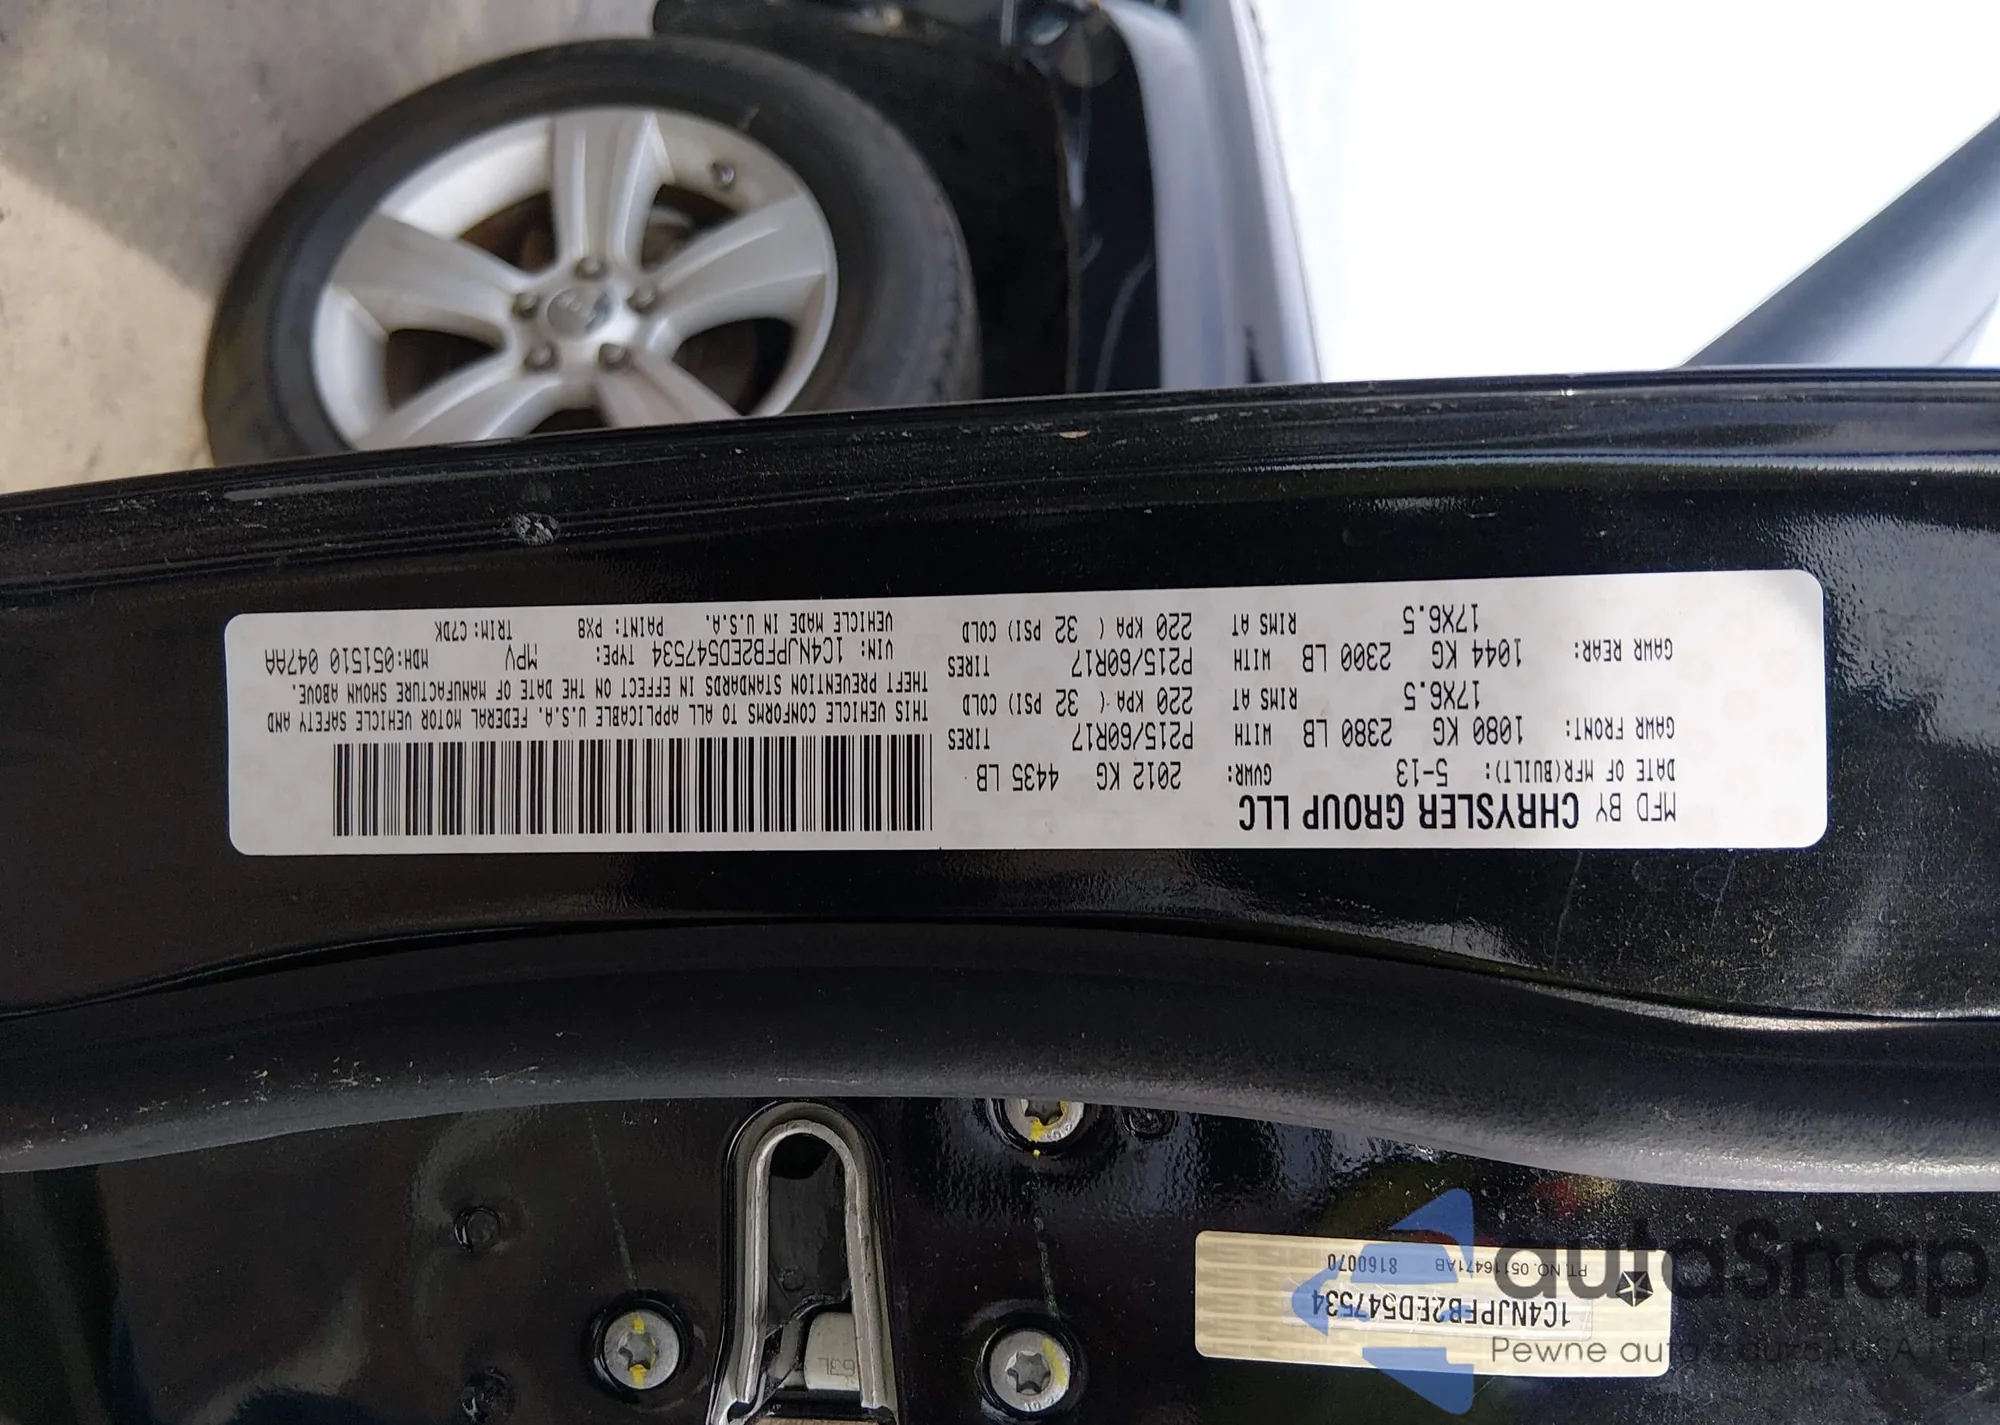 MFD BY CHRYSLER GROUP LLC
DATE OF MFR(BUILT): 5-13 GVWR: 2012 KG 4435 LB
GAWR FRONT: 1080 KG 2380 LB WITH P215/60R17 TIRES
17X6.5 RIMS AT 220 KPA ( 32 PSI) COLD
GAWR REAR: 1044 KG 2300 LB WITH P215/60R17 TIRES
17X6.5 RIMS AT 220 KPA ( 32 PSI) COLD
THIS VEHICLE CONFORMS TO ALL APPLICABLE U.S.A. FEDERAL MOTOR VEHICLE SAFETY AND
THEFT PREVENTION STANDARDS IN EFFECT ON THE DATE OF MANUFACTURE SHOWN ABOVE.
VIN: 1C4NJPFB2ED547534 TYPE: MPV MDH:051510 047AA
VEHICLE MADE IN U.S.A. PAINT: PX8 TRIM: C7DK
1C4NJPFB2ED547534
PT. NO. 05116471AB 8160070
autosnap
Pewne auta z aukcji USA i EU